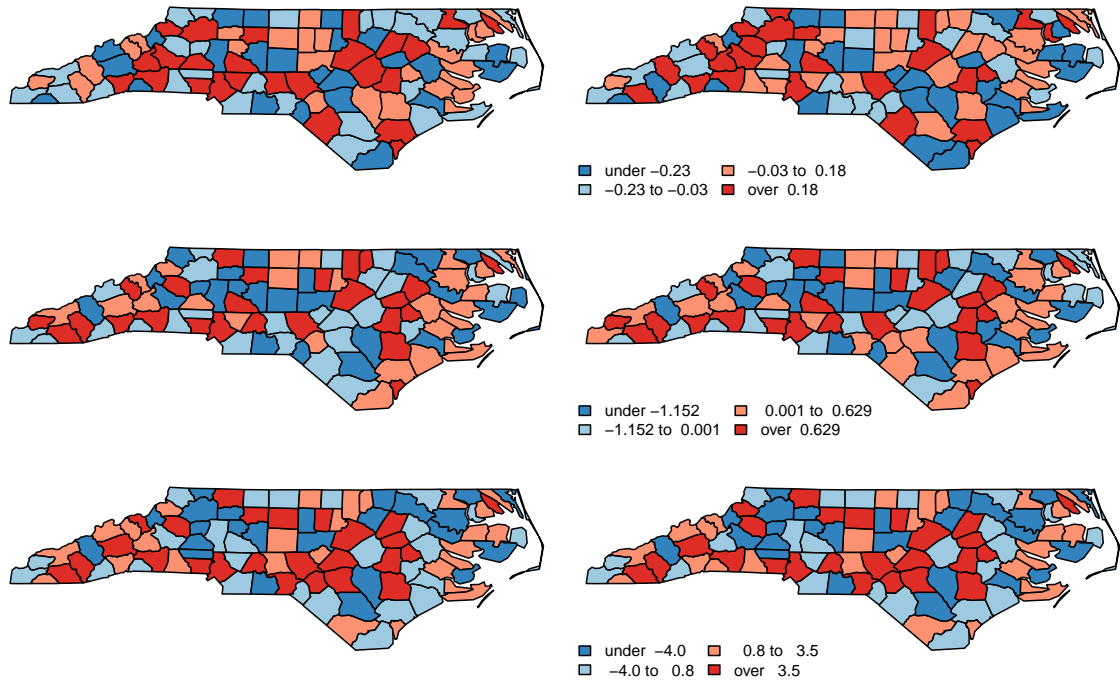 under −0.23 −0.03 to 0.18
−0.23 to −0.03 over 0.18
under −1.152 0.001 to 0.629
−1.152 to 0.001 over 0.629
under −4.0 0.8 to 3.5
−4.0 to 0.8 over 3.5